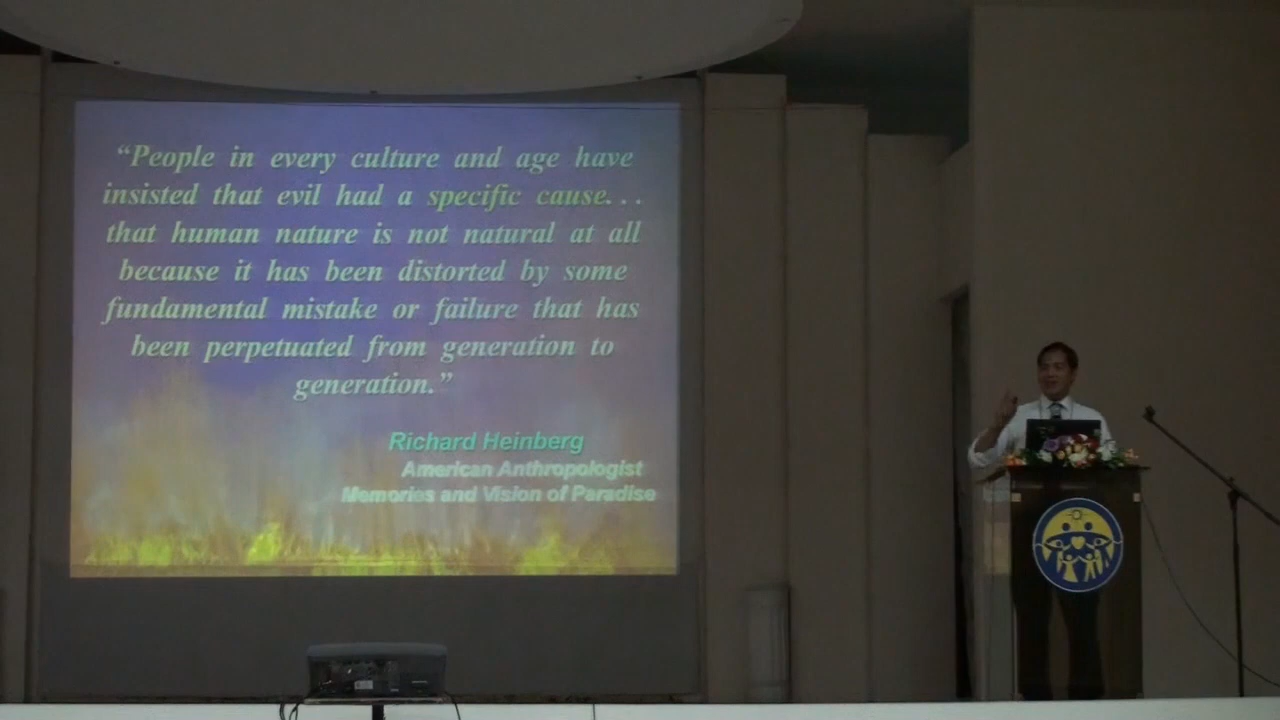 “People in every culture and age have
insisted that evil had a specific cause...
that human nature is not natural at all
because it has been distorted by some
fundamental mistake or failure that has
been perpetuated from generation to
generation.”
Richard Heinberg
American Anthropologist
Memories and Vision of Paradise